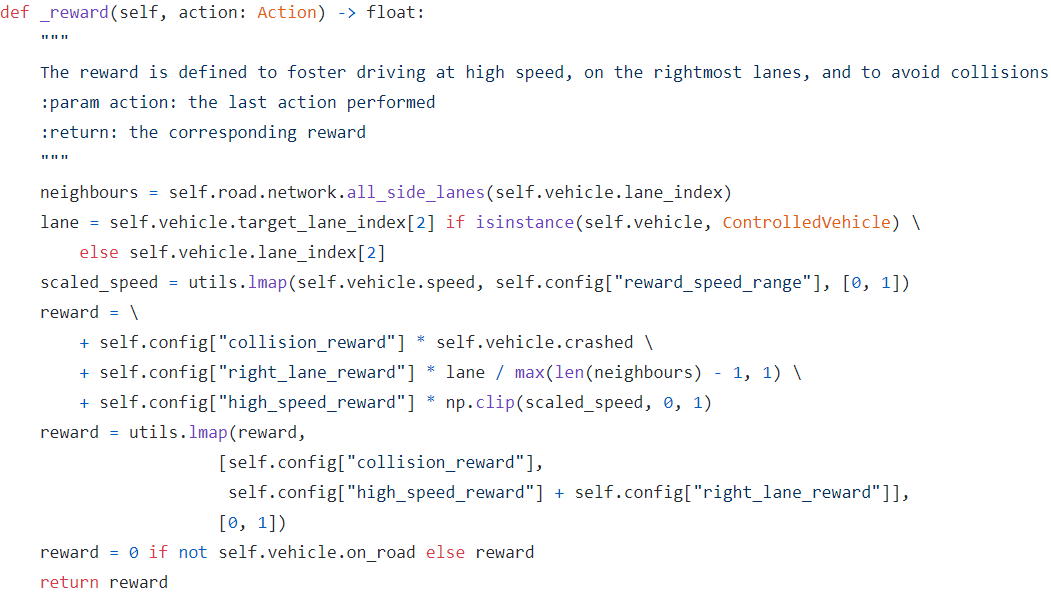 def _reward(self, action: Action) -> float:
    """
    The reward is defined to foster driving at high speed, on the rightmost lanes, and to avoid collisions
    :param action: the last action performed
    :return: the corresponding reward
    """
    neighbours = self.road.network.all_side_lanes(self.vehicle.lane_index)
    lane = self.vehicle.target_lane_index[2] if isinstance(self.vehicle, ControlledVehicle) \
        else self.vehicle.lane_index[2]
    scaled_speed = utils.lmap(self.vehicle.speed, self.config["reward_speed_range"], [0, 1])
    reward = \
        + self.config["collision_reward"] * self.vehicle.crashed \
        + self.config["right_lane_reward"] * lane / max(len(neighbours) - 1, 1) \
        + self.config["high_speed_reward"] * np.clip(scaled_speed, 0, 1)
    reward = utils.lmap(reward,
                      [self.config["collision_reward"],
                       self.config["high_speed_reward"] + self.config["right_lane_reward"]],
                      [0, 1])
    reward = 0 if not self.vehicle.on_road else reward
    return reward